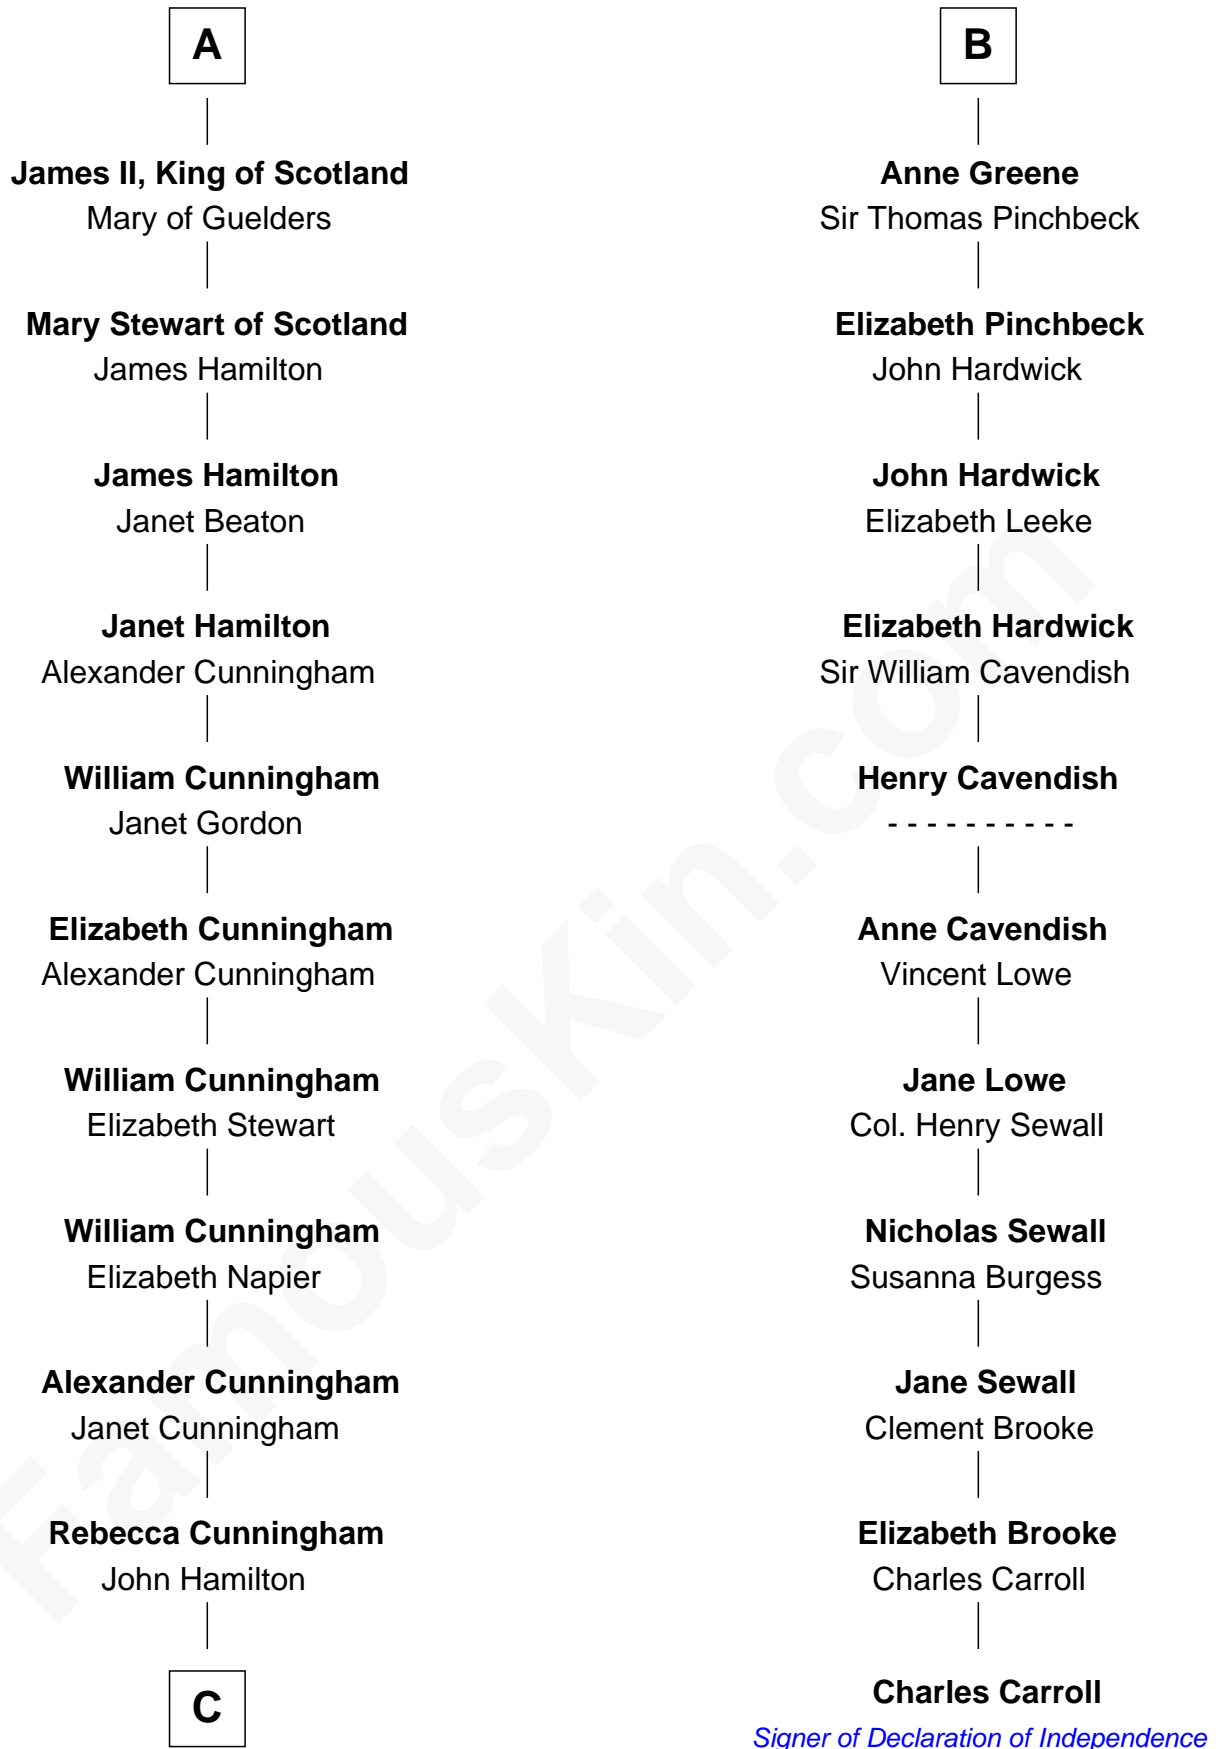 A
James II, King of Scotland
Mary of Guelders
Mary Stewart of Scotland
James Hamilton
James Hamilton
Janet Beaton
Janet Hamilton
Alexander Cunningham
William Cunningham
Janet Gordon
Elizabeth Cunningham
Alexander Cunningham
William Cunningham
Elizabeth Stewart
William Cunningham
Elizabeth Napier
Alexander Cunningham
Janet Cunningham
Rebecca Cunningham
John Hamilton
C
B
Anne Greene
Sir Thomas Pinchbeck
Elizabeth Pinchbeck
John Hardwick
John Hardwick
Elizabeth Leeke
Elizabeth Hardwick
Sir William Cavendish
Henry Cavendish
- - - - - - - - - -
Anne Cavendish
Vincent Lowe
Jane Lowe
Col. Henry Sewall
Nicholas Sewall
Susanna Burgess
Jane Sewall
Clement Brooke
Elizabeth Brooke
Charles Carroll
Charles Carroll
Signer of Declaration of Independence
FamousKin.com